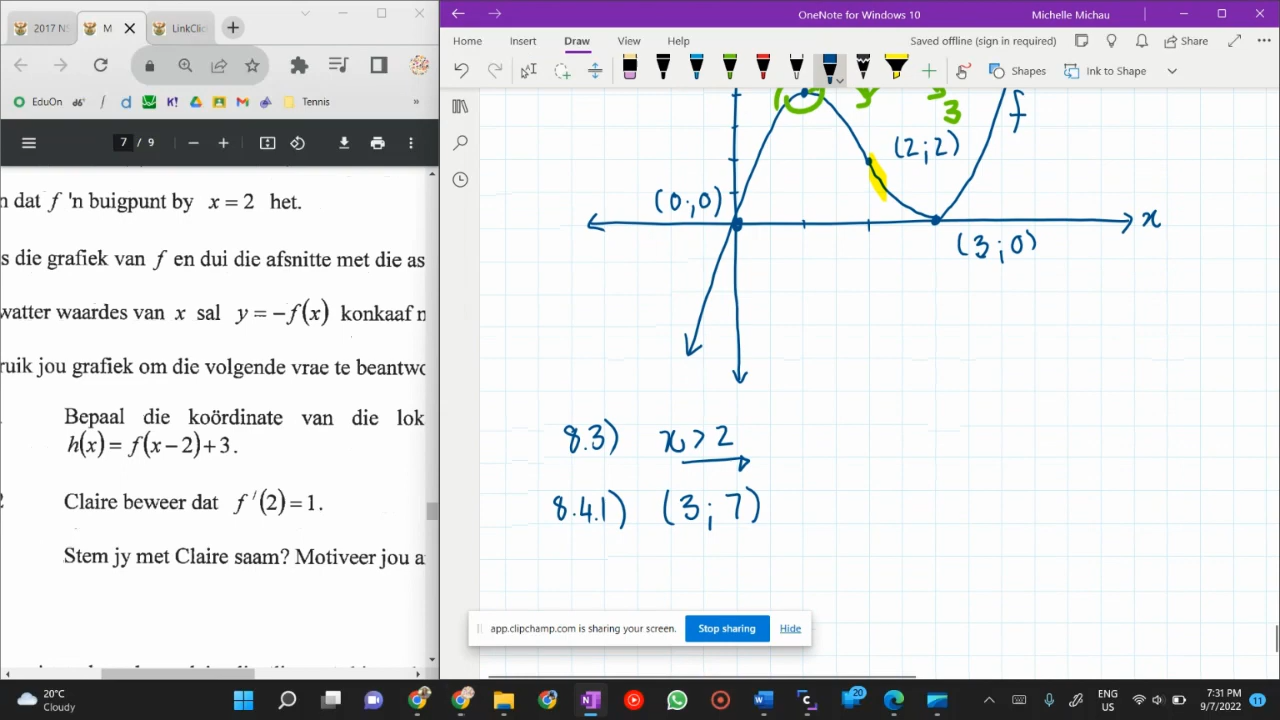 2017 NS
M
LinkClic
EduOn
Tennis
7 / 9
n dat f 'n buigpunt by x = 2 het.
s die grafiek van f en dui die afsnitte met die as
watter waardes van x sal y = -f(x) konkaaf n
ruik jou grafiek om die volgende vrae te beantwo
Bepaal die koördinate van die lok
h(x) = f(x-2)+3.
Claire beweer dat f '(2) = 1.
Stem jy met Claire saam? Motiveer jou a
OneNote for Windows 10
Michelle Michau
Home Insert Draw View Help
Saved offline (sign in required)
Share
Shapes
Ink to Shape
3
f
(2;2)
(0;0)
x
(3;0)
8.3) x > 2
8.4.1) (3;7)
app.clipchamp.com is sharing your screen.
Stop sharing
Hide
20°C
Cloudy
20
ENG
US
7:31 PM
9/7/2022
11